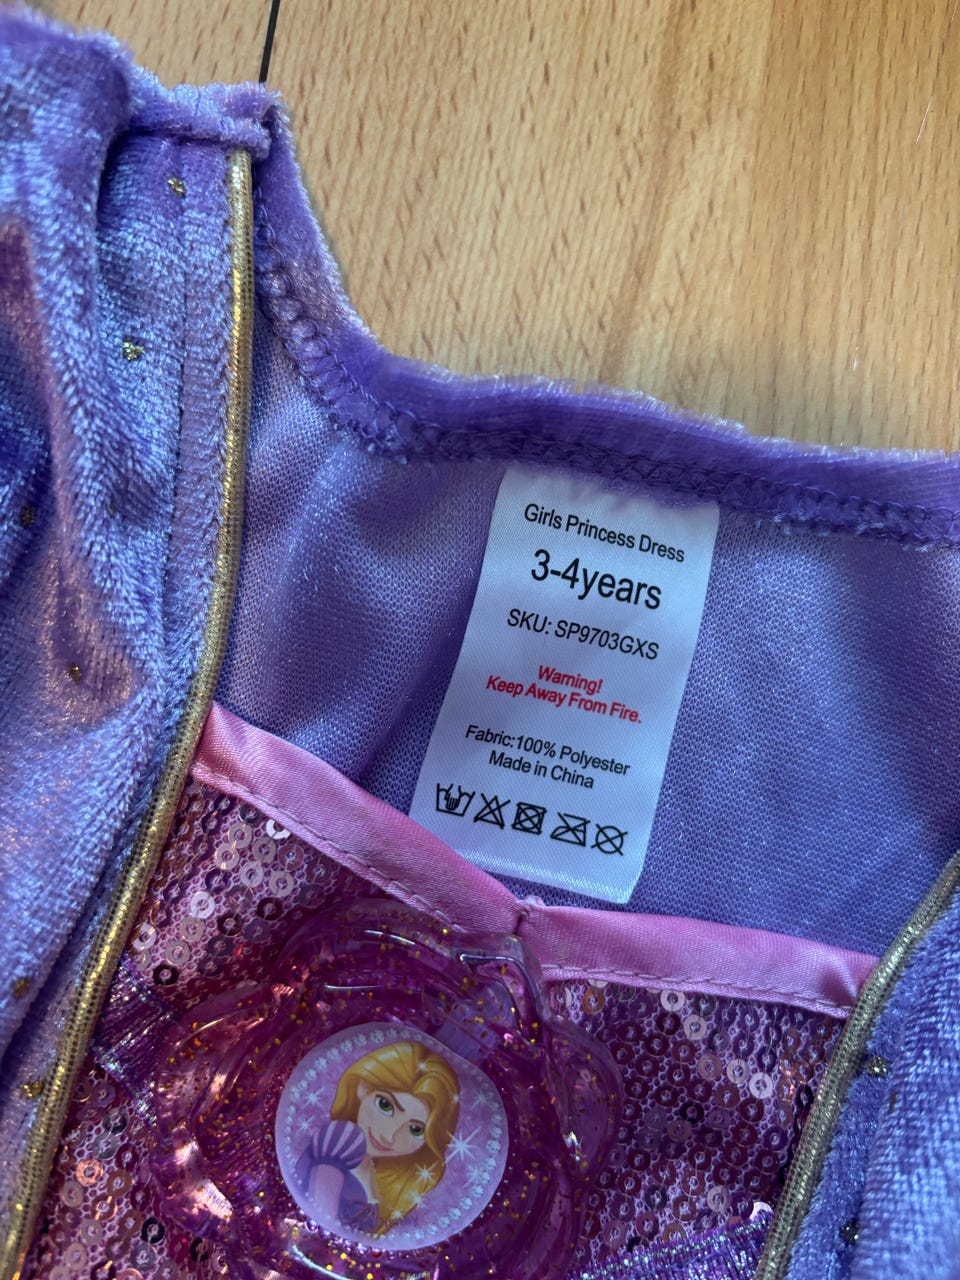 Girls Princess Dress
3-4years
SKU: SP9703GXS
Warning!
Keep Away From Fire.
Fabric:100% Polyester
Made in China